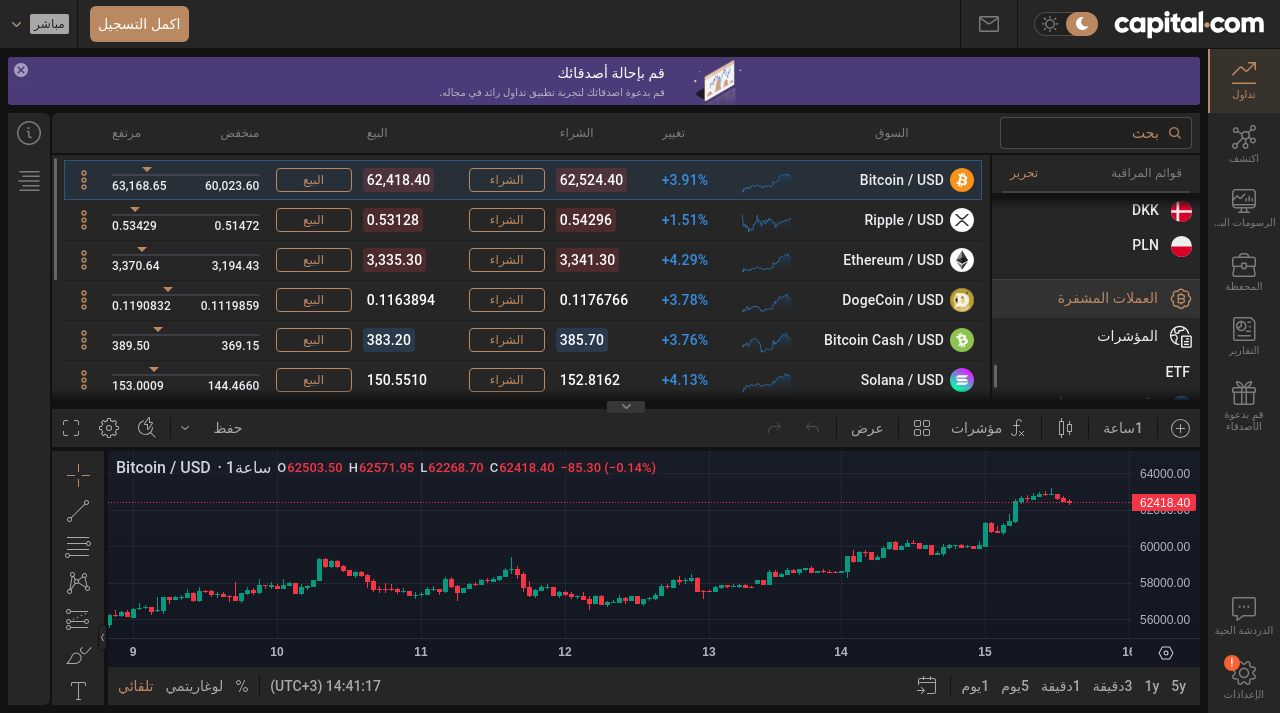 capital.com
اكمل التسجيل
مباشر
قم بإحالة أصدقائك
قم بدعوة اصدقائك لتجربة تطبيق تداول رائد في مجاله.
تداول
اكتشف
الرسومات البـ...
المحفظة
التقارير
قم بدعوة
الأصدقاء
الدردشة الحية
!
الإعدادات
بحث
قوائم المراقبة
تحرير
DKK
PLN
العملات المشفرة
المؤشرات
ETF
السوق تغيير الشراء البيع منخفض مرتفع
Bitcoin / USD +3.91% 62,524.40 الشراء 62,418.40 البيع 60,023.60 63,168.65
Ripple / USD +1.51% 0.54296 الشراء 0.53128 البيع 0.51472 0.53429
Ethereum / USD +4.29% 3,341.30 الشراء 3,335.30 البيع 3,194.43 3,370.64
DogeCoin / USD +3.78% 0.1176766 الشراء 0.1163894 البيع 0.1119859 0.1190832
Bitcoin Cash / USD +3.76% 385.70 الشراء 383.20 البيع 369.15 389.50
Solana / USD +4.13% 152.8162 الشراء 150.5510 البيع 144.4660 153.0009
1ساعة مؤشرات عرض حفظ
Bitcoin / USD · 1ساعة O62503.50 H62571.95 L62268.70 C62418.40 −85.30 (−0.14%)
64000.00
62418.40
60000.00
58000.00
56000.00
9 10 11 12 13 14 15
5y 1y 3دقيقة 1دقيقة 5يوم 1يوم
14:41:17 (UTC+3)
% لوغاريتمي تلقائي